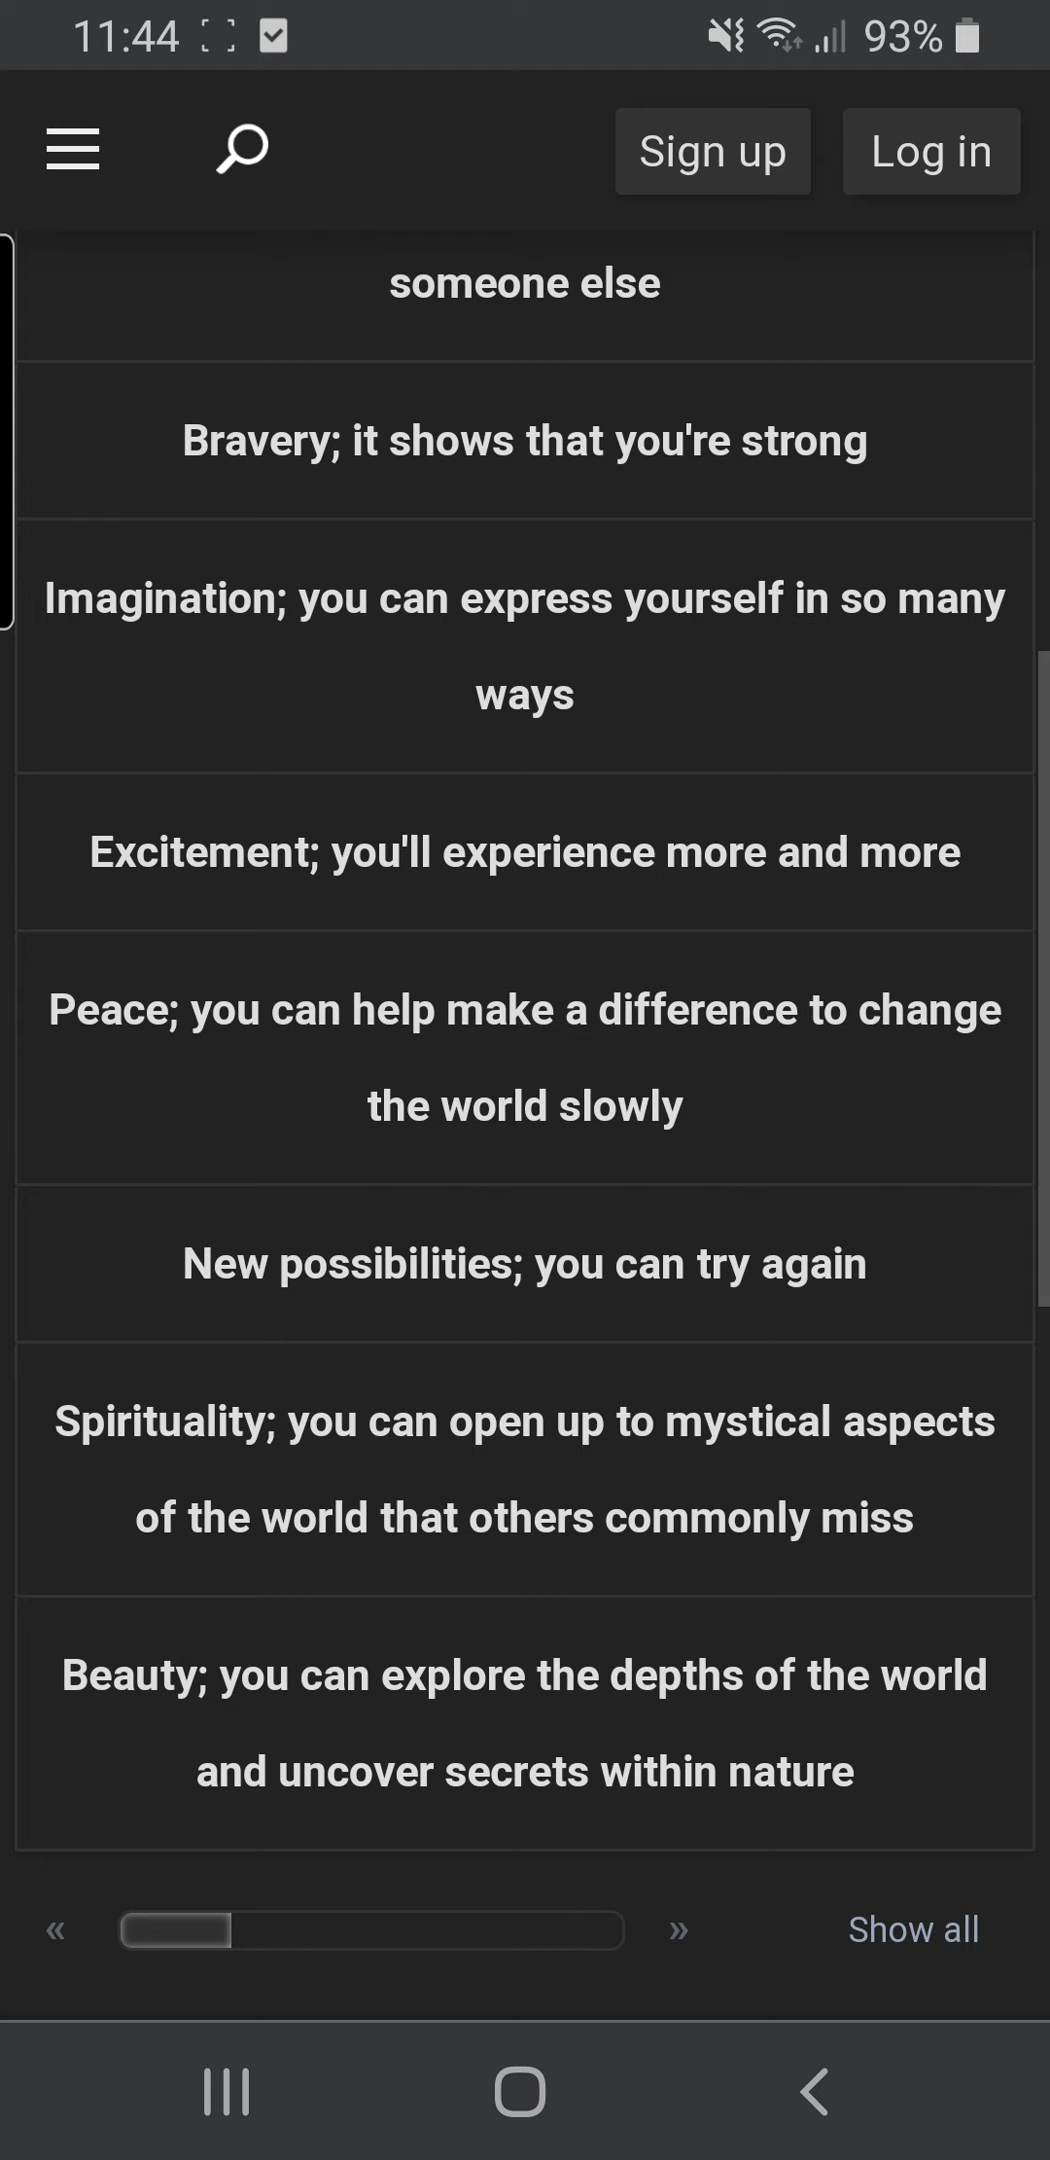 11:44 93%
Sign up Log in
someone else
Bravery; it shows that you're strong
Imagination; you can express yourself in so many
ways
Excitement; you'll experience more and more
Peace; you can help make a difference to change
the world slowly
New possibilities; you can try again
Spirituality; you can open up to mystical aspects
of the world that others commonly miss
Beauty; you can explore the depths of the world
and uncover secrets within nature
« » Show all